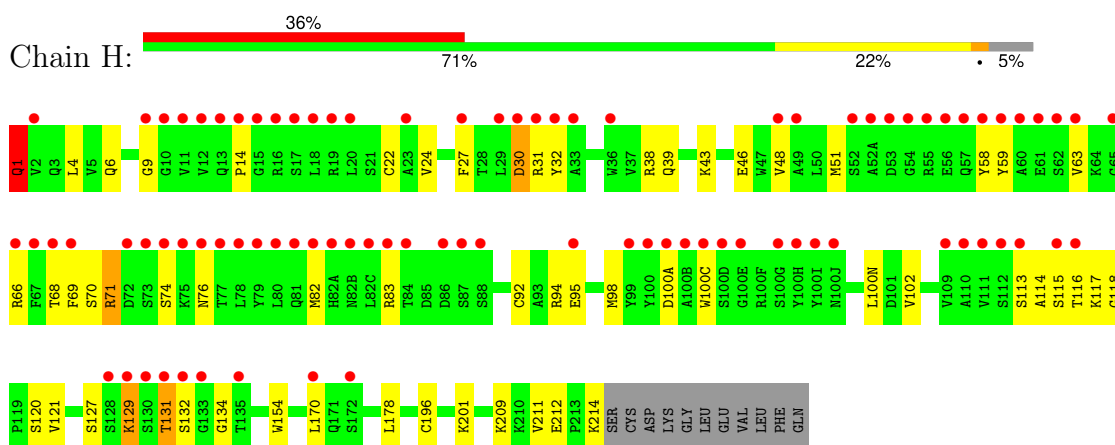 36%
Chain H:
71% 22% • 5%
Q1 V2 Q3 L4 V5 Q6 G9 G10 V11 V12 Q13 P14 G15 R16 S17 L18 R19 L20 S21 C22 A23 V24 F27 T28 L29 D30 R31 Y32 A33 W36 V37 R38 Q39 K43 E46 W47 V48 A49 L50 M51 S52 A52A D53 G54 R55 E56 Q57 Y58 Y59 A60 E61 S62 V63 K64 G65
R66 F67 T68 F69 S70 R71 D72 S73 S74 K75 N76 T77 L78 Y79 L80 Q81 M82 H82A N82B L82C R83 T84 D85 D86 S87 S88 C92 A93 R94 E95 M98 Y99 Y100 D100A A100B W100C S100D G100E R100F S100G Y100H Y100I N100J L100N D101 V102 V109 A110 V111 S112 S113 A114 S115 T116 K117 G118
P119 S120 V121 S127 S128 K129 S130 T131 S132 G133 G134 T135 W154 L170 Q171 S172 L178 C196 K201 K209 K210 V211 E212 P213 K214 SER CYS ASP LYS GLY LEU GLU VAL LEU PHE GLN